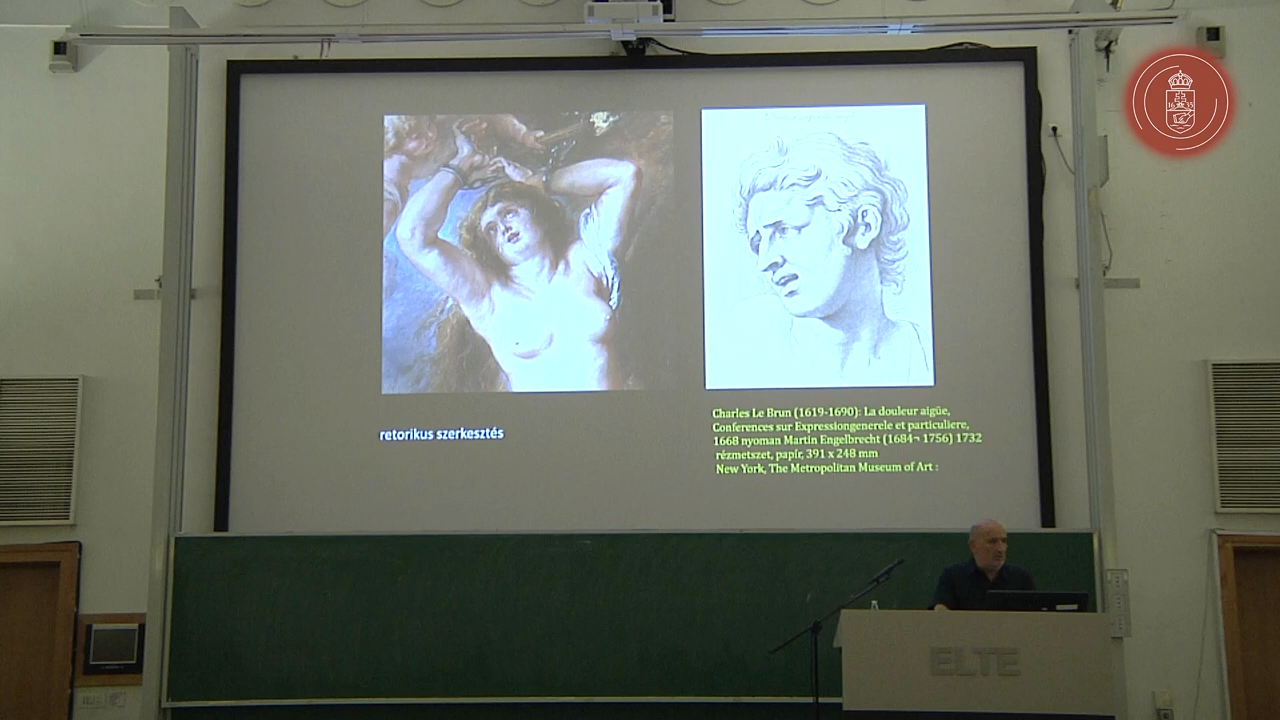 retorikus szerkesztés
Charles Le Brun (1619-1690): La douleur aigüe,
Conferences sur Expressiongenerele et particuliere,
1668 nyoman Martin Engelbrecht (1684¬ 1756) 1732
rézmetszet, papír, 391 x 248 mm
New York, The Metropolitan Museum of Art :
ELTE
1635